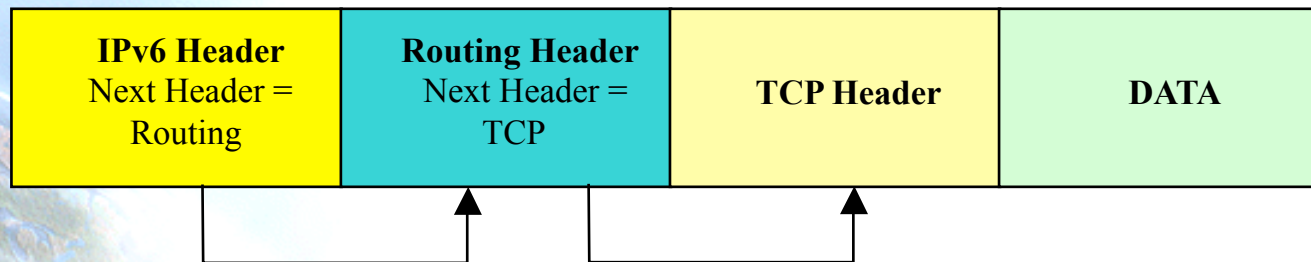 IPv6 Header
Next Header =
Routing
Routing Header
Next Header =
TCP
TCP Header
DATA